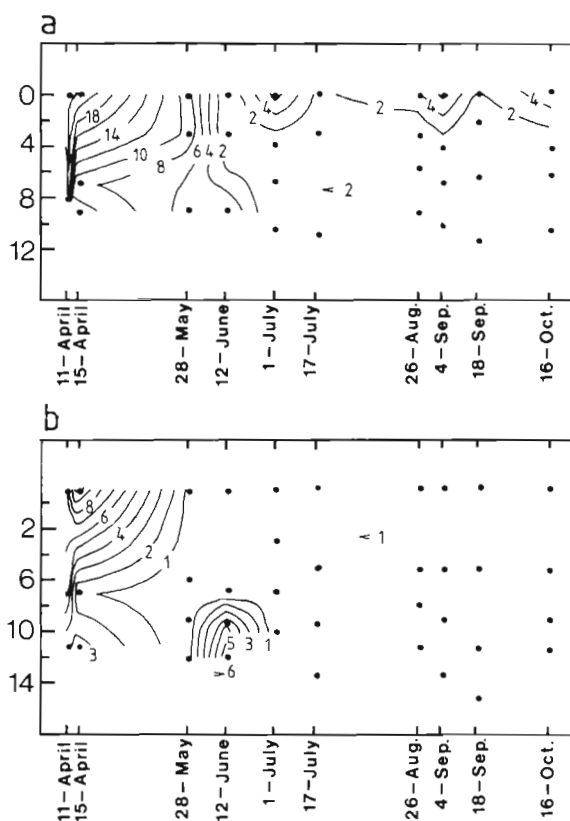 a
0
4
8
12
18
14
10
8
6 4 2
2
4
2
< 2
2
4
2
4
11-April
15-April
28-May
12-June
1-July
17-July
26-Aug.
4-Sep.
18-Sep.
16-Oct.
b
2
6
10
14
8
6
4
2
1
3
5 3 1
>6
< 1
11-April
15-April
28-May
12-June
1-July
17-July
26-Aug.
4-Sep.
18-Sep.
16-Oct.